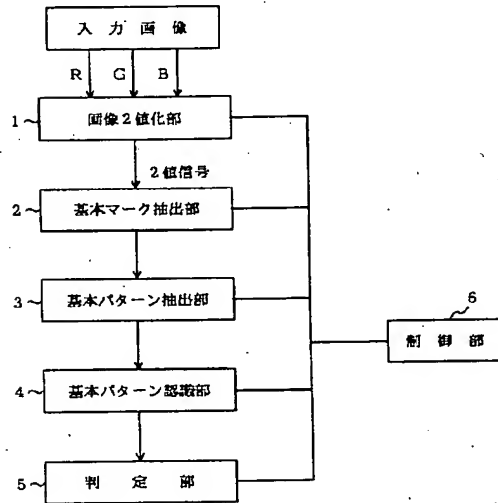 入力画像
R G B
1 画像2値化部
2値信号
2 基本マーク抽出部
3 基本パターン抽出部
6
制御部
4 基本パターン認識部
5 判定部